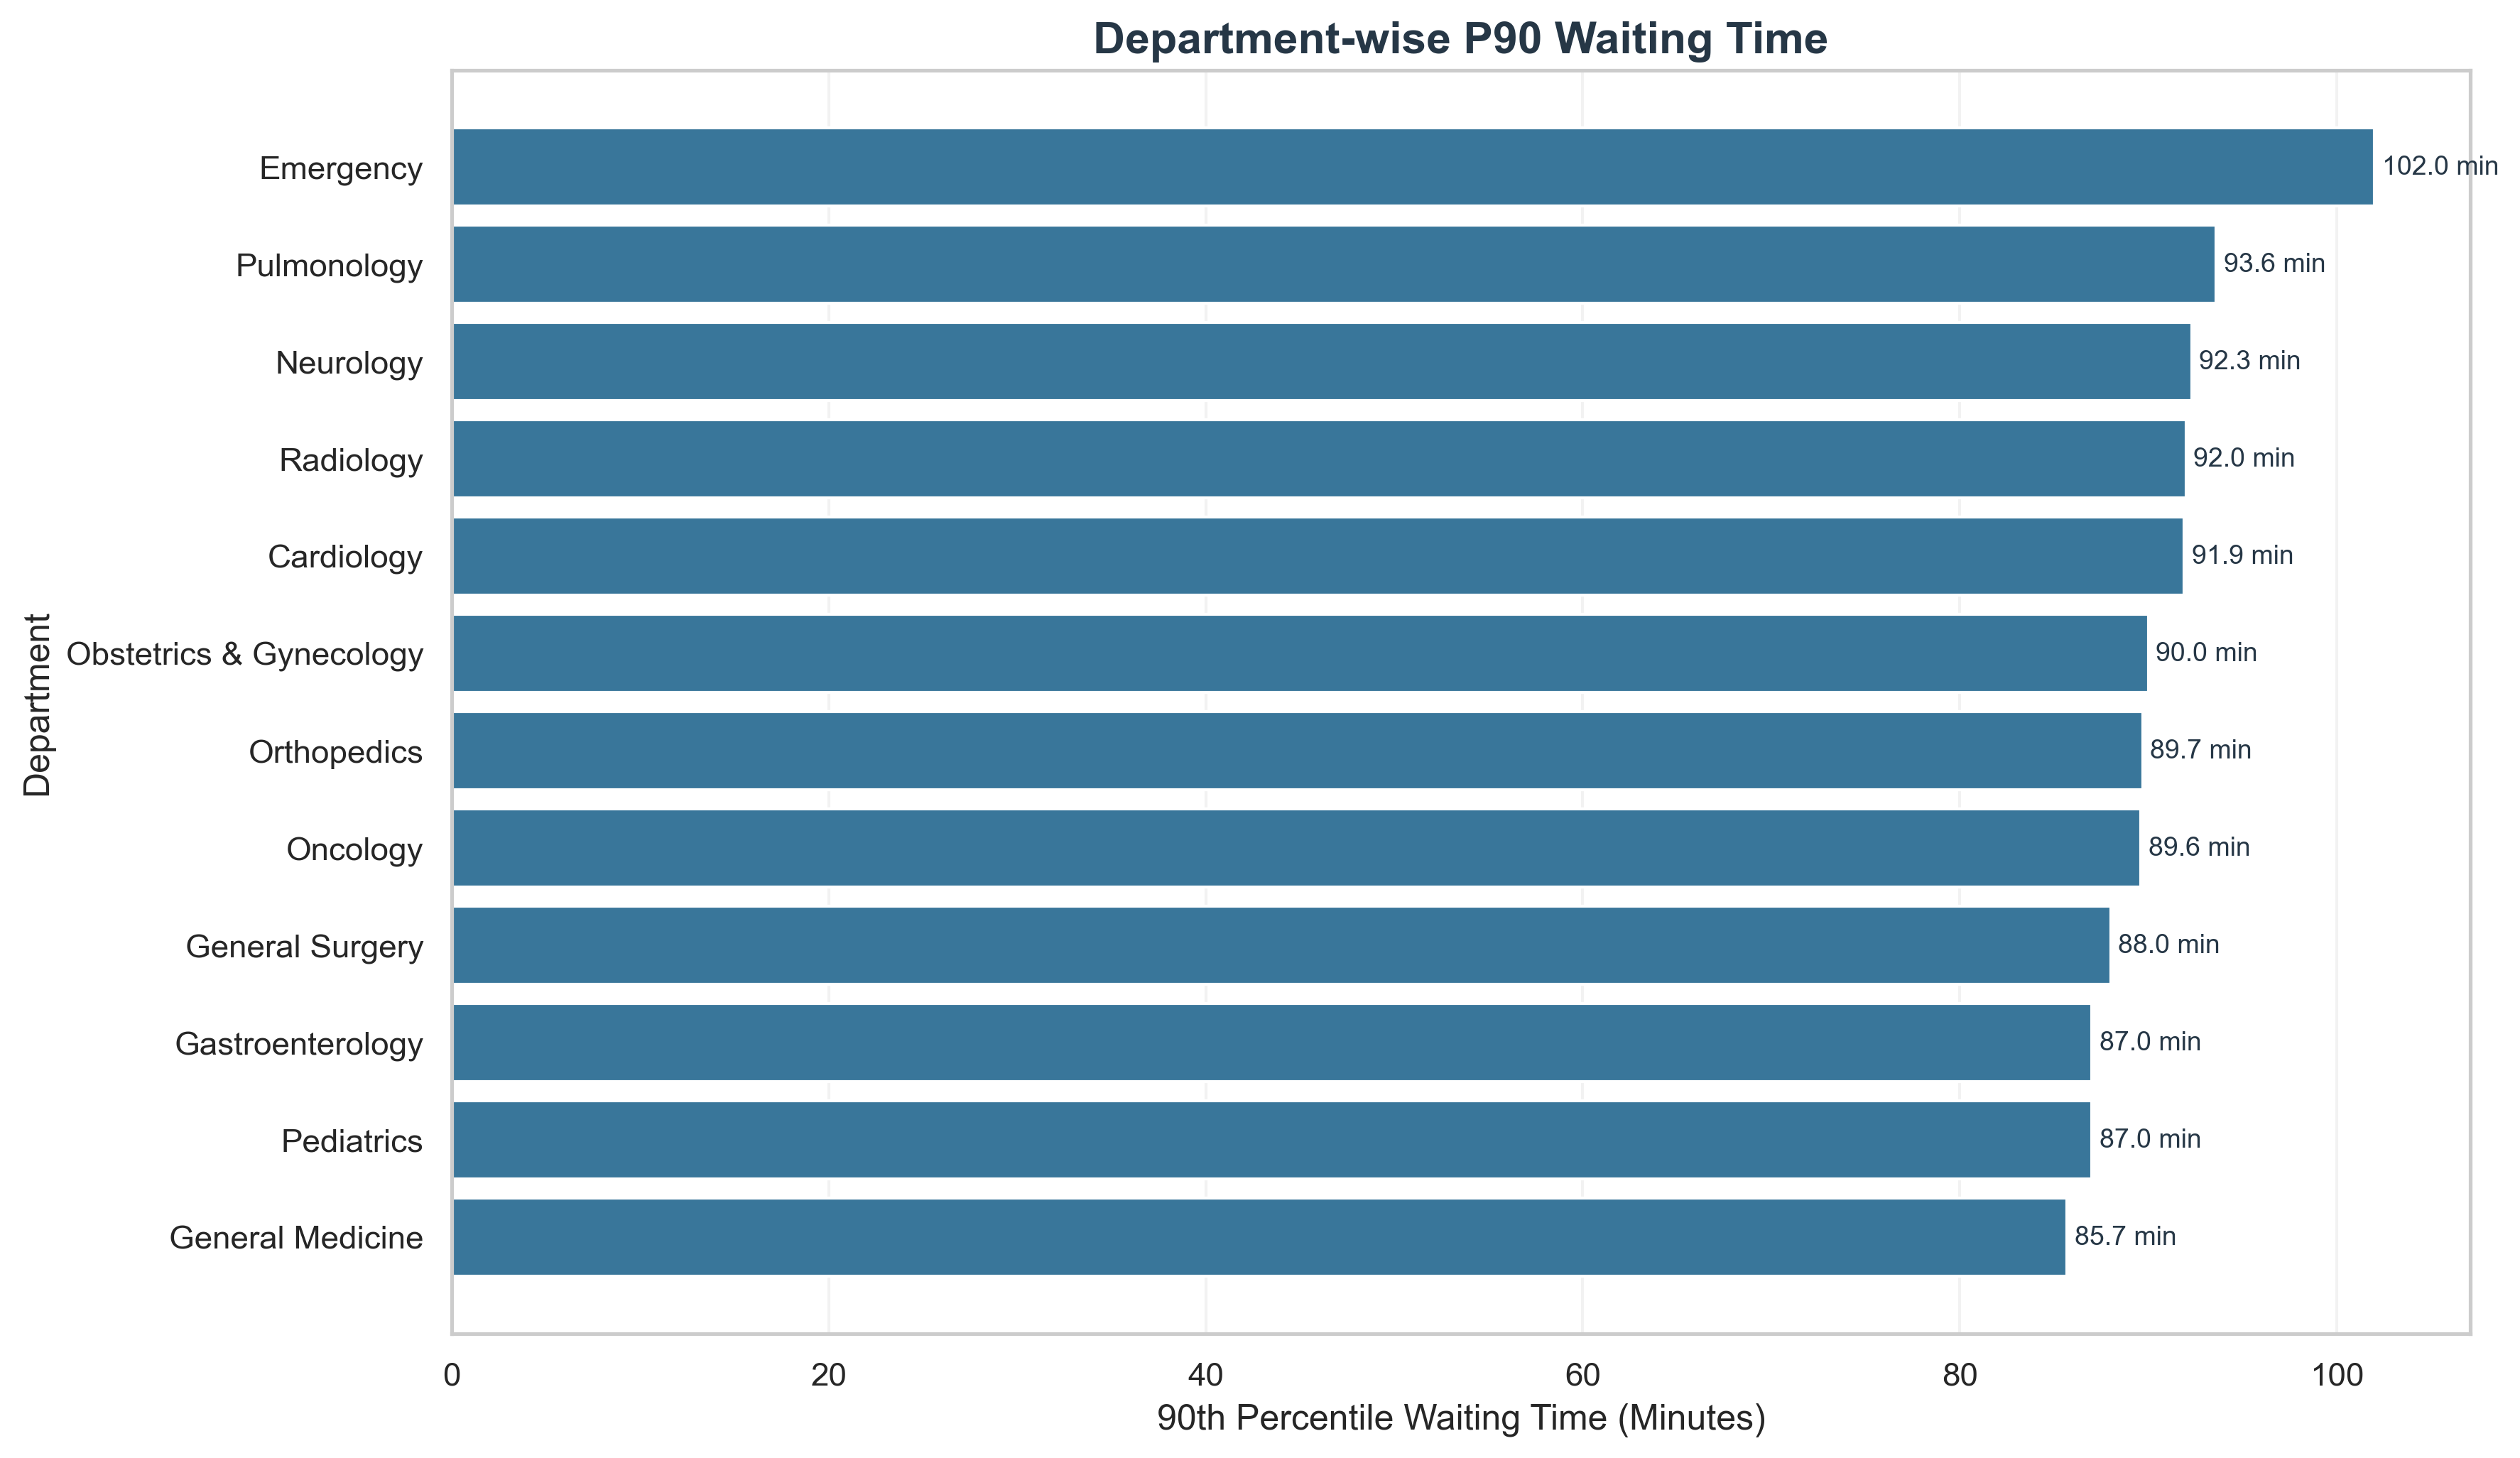 Department-wise P90 Waiting Time
Department
Emergency 102.0 min
Pulmonology 93.6 min
Neurology 92.3 min
Radiology 92.0 min
Cardiology 91.9 min
Obstetrics & Gynecology 90.0 min
Orthopedics 89.7 min
Oncology 89.6 min
General Surgery 88.0 min
Gastroenterology 87.0 min
Pediatrics 87.0 min
General Medicine 85.7 min
0 20 40 60 80 100
90th Percentile Waiting Time (Minutes)